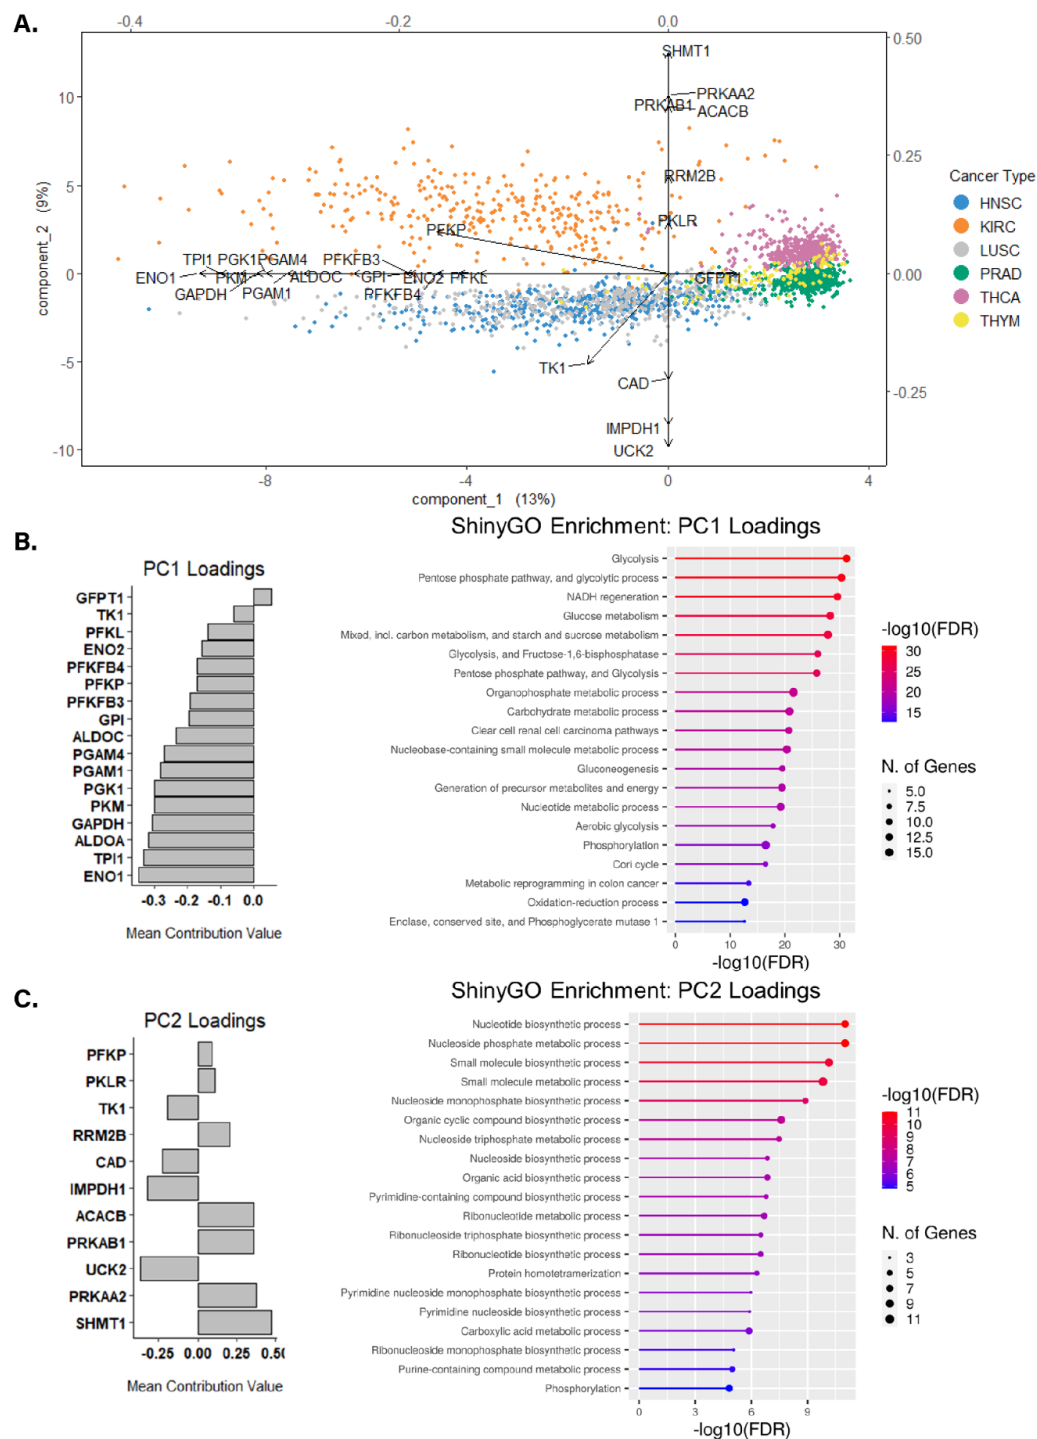 A.
-0.4 -0.2 0.0
0.50
0.25
0.00
-0.25
10
5
0
-5
-10
component_2 (9%)
SHMT1
PRKAA2
PRKAB1
ACACB
RRM2B
PKLR
PFKP
TPI1 PGK1 PGAM4 PFKFB3
ENO1 PKM ALDOC GPI ENO2 PFKL GFPT1
GAPDH PGAM1 PFKFB4
TK1
CAD
IMPDH1
UCK2
-8 -4 0 4
component_1 (13%)
Cancer Type
HNSC
KIRC
LUSC
PRAD
THCA
THYM
B.
PC1 Loadings
GFPT1
TK1
PFKL
ENO2
PFKFB4
PFKP
PFKFB3
GPI
ALDOC
PGAM4
PGAM1
PGK1
PKM
GAPDH
ALDOA
TPI1
ENO1
-0.3 -0.2 -0.1 0.0
Mean Contribution Value
ShinyGO Enrichment: PC1 Loadings
Glycolysis
Pentose phosphate pathway, and glycolytic process
NADH regeneration
Glucose metabolism
Mixed, incl. carbon metabolism, and starch and sucrose metabolism
Glycolysis, and Fructose-1,6-bisphosphatase
Pentose phosphate pathway, and Glycolysis
Organophosphate metabolic process
Carbohydrate metabolic process
Clear cell renal cell carcinoma pathways
Nucleobase-containing small molecule metabolic process
Gluconeogenesis
Generation of precursor metabolites and energy
Nucleotide metabolic process
Aerobic glycolysis
Phosphorylation
Cori cycle
Metabolic reprogramming in colon cancer
Oxidation-reduction process
Enclase, conserved site, and Phosphoglycerate mutase 1
0 10 20 30
-log10(FDR)
-log10(FDR)
30
25
20
15
N. of Genes
5.0
7.5
10.0
12.5
15.0
C.
PC2 Loadings
PFKP
PKLR
TK1
RRM2B
CAD
IMPDH1
ACACB
PRKAB1
UCK2
PRKAA2
SHMT1
-0.25 0.00 0.25 0.50
Mean Contribution Value
ShinyGO Enrichment: PC2 Loadings
Nucleotide biosynthetic process
Nucleoside phosphate metabolic process
Small molecule biosynthetic process
Small molecule metabolic process
Nucleoside monophosphate biosynthetic process
Organic cyclic compound biosynthetic process
Nucleoside triphosphate metabolic process
Nucleoside biosynthetic process
Organic acid biosynthetic process
Pyrimidine-containing compound biosynthetic process
Ribonucleotide metabolic process
Ribonucleoside triphosphate biosynthetic process
Ribonucleotide biosynthetic process
Protein homotetramerization
Pyrimidine nucleoside monophosphate biosynthetic process
Pyrimidine nucleoside biosynthetic process
Carboxylic acid metabolic process
Ribonucleoside monophosphate biosynthetic process
Purine-containing compound metabolic process
Phosphorylation
0 3 6 9
-log10(FDR)
-log10(FDR)
11
10
9
8
7
6
5
N. of Genes
3
5
7
9
11